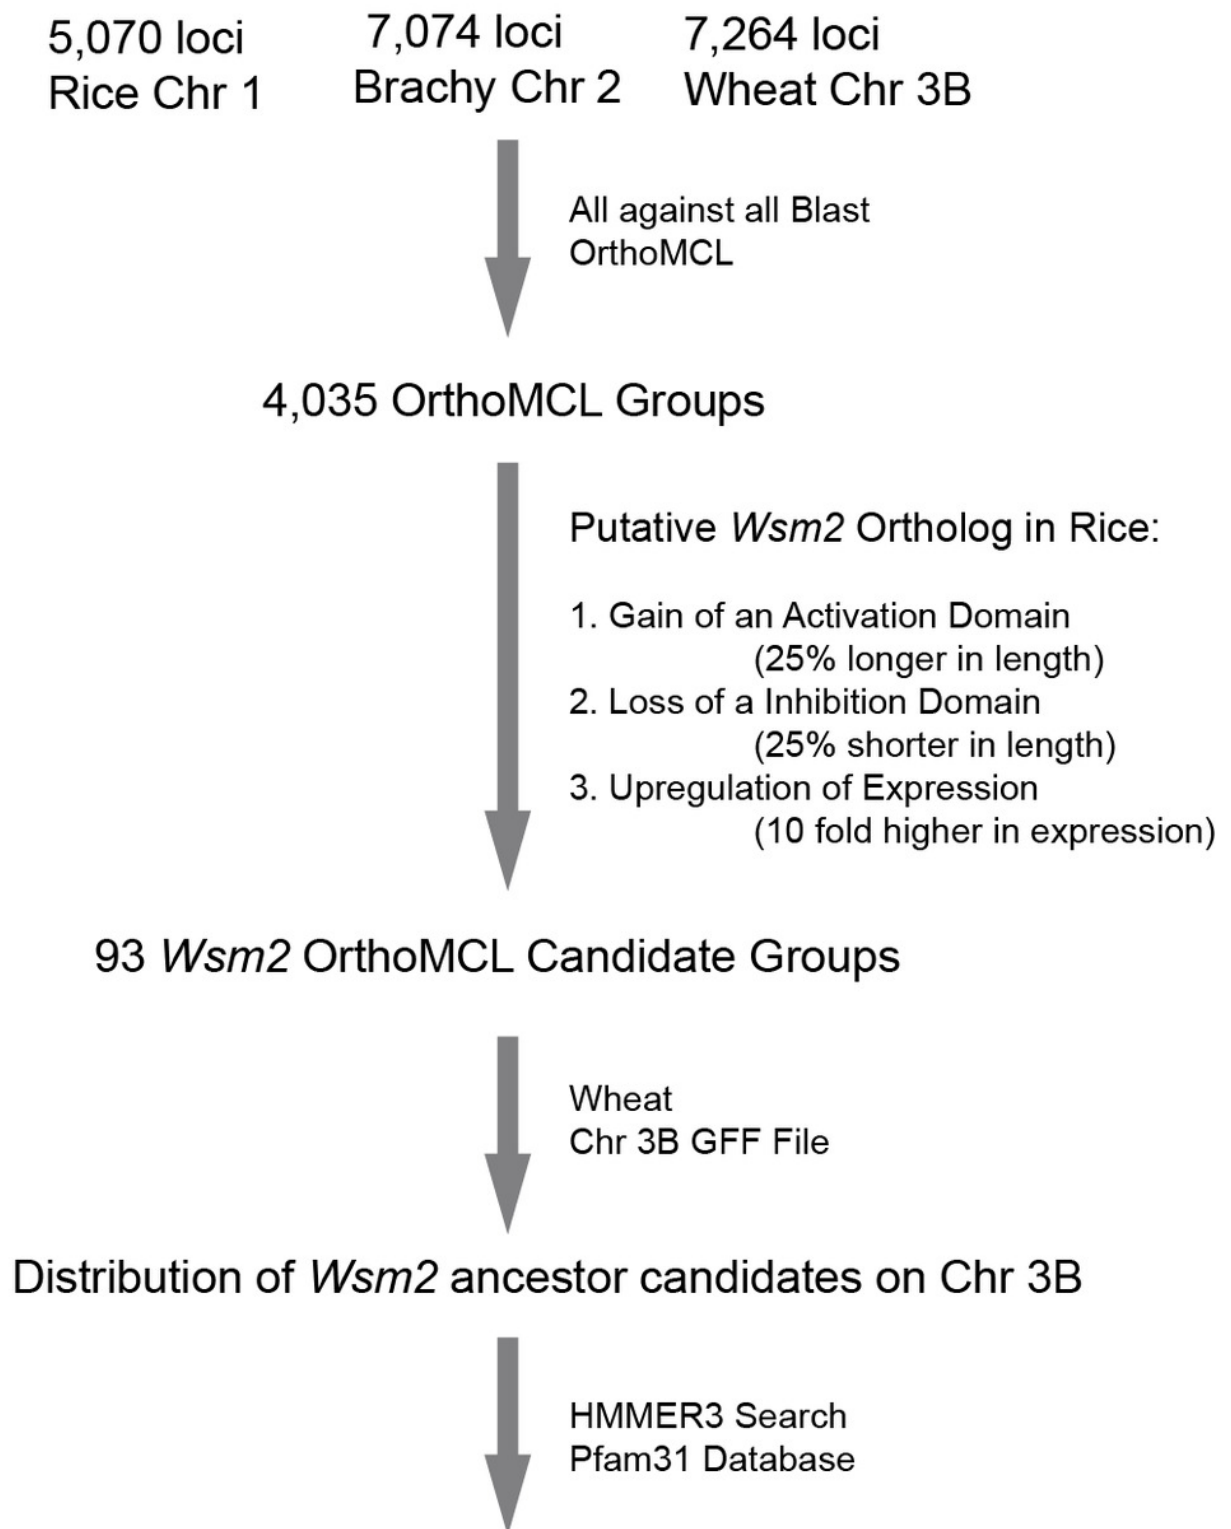 5,070 loci
Rice Chr 1
7,074 loci
Brachy Chr 2
7,264 loci
Wheat Chr 3B
All against all Blast
OrthoMCL
4,035 OrthoMCL Groups
Putative Wsm2 Ortholog in Rice:
1. Gain of an Activation Domain
(25% longer in length)
2. Loss of a Inhibition Domain
(25% shorter in length)
3. Upregulation of Expression
(10 fold higher in expression)
93 Wsm2 OrthoMCL Candidate Groups
Wheat
Chr 3B GFF File
Distribution of Wsm2 ancestor candidates on Chr 3B
HMMER3 Search
Pfam31 Database